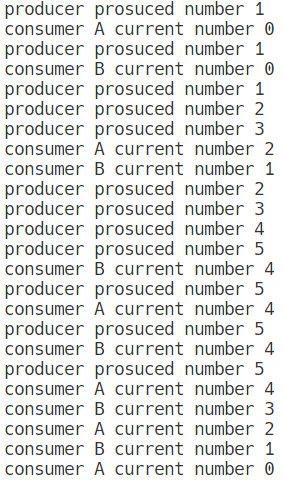 producer prosuced number 1
consumer A current number 0
producer prosuced number 1
consumer B current number 0
producer prosuced number 1
producer prosuced number 2
producer prosuced number 3
consumer A current number 2
consumer B current number 1
producer prosuced number 2
producer prosuced number 3
producer prosuced number 4
producer prosuced number 5
consumer B current number 4
producer prosuced number 5
consumer A current number 4
producer prosuced number 5
consumer B current number 4
producer prosuced number 5
consumer A current number 4
consumer B current number 3
consumer A current number 2
consumer B current number 1
consumer A current number 0